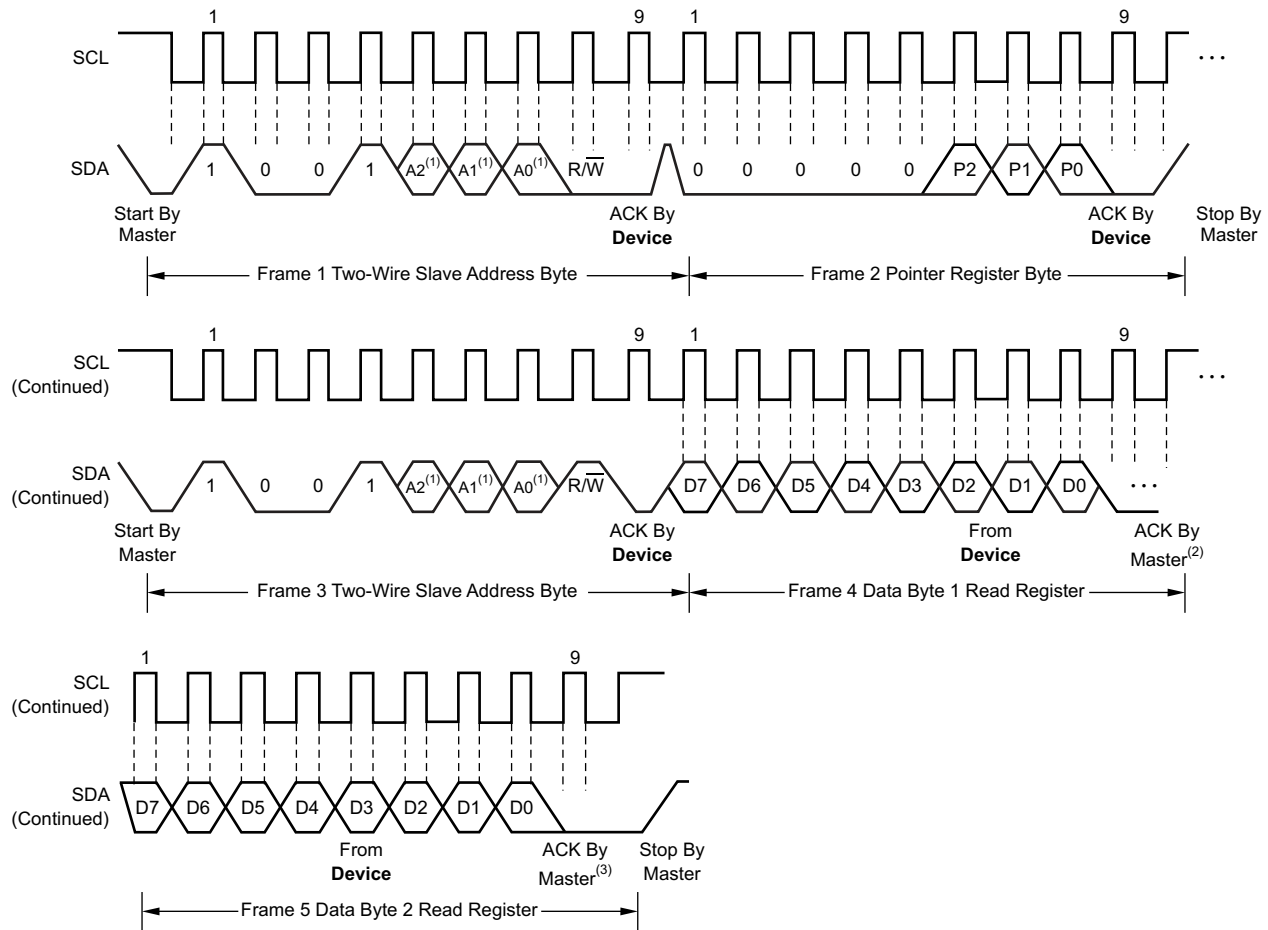 1 9 1 9
SCL ...
SDA 1 0 0 1 A2(1) A1(1) A0(1) R/W̅ 0 0 0 0 0 P2 P1 P0
Start By Master
ACK By Device
ACK By Device
Stop By Master
Frame 1 Two-Wire Slave Address Byte
Frame 2 Pointer Register Byte
1 9 1 9
SCL (Continued) ...
SDA (Continued) 1 0 0 1 A2(1) A1(1) A0(1) R/W̅ D7 D6 D5 D4 D3 D2 D1 D0 ...
Start By Master
ACK By Device
From Device
ACK By Master(2)
Frame 3 Two-Wire Slave Address Byte
Frame 4 Data Byte 1 Read Register
1 9
SCL (Continued)
SDA (Continued) D7 D6 D5 D4 D3 D2 D1 D0
From Device
ACK By Master(3)
Stop By Master
Frame 5 Data Byte 2 Read Register